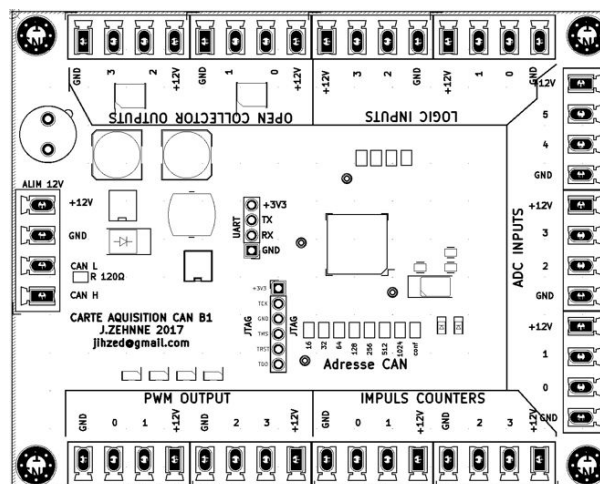 GND 3 2 +12V GND 1 0 +12V GND 3 2 +12V GND 1 0 +12V
OPEN COLLECTOR OUTPUTS
LOGIC INPUTS
+12V
5
4
GND
+12V
3
2
GND
+12V
1
0
GND
ADC INPUTS
ALIM 12V
+12V
GND
CAN L
R 120Ω
CAN H
UART
+3V3
TX
RX
GND
JTAG
+3V3
TCK
GND
TMS
TRST
TDO
JTAG
CARTE AQUISITION CAN B1
J.ZEHNNE 2017
jihzed@gmail.com
16 32 64 128 256 512 1024 conf
Adresse CAN
PWM OUTPUT
IMPULS COUNTERS
GND 0 1 +12V GND 2 3 +12V GND 0 1 +12V GND 2 3 +12V